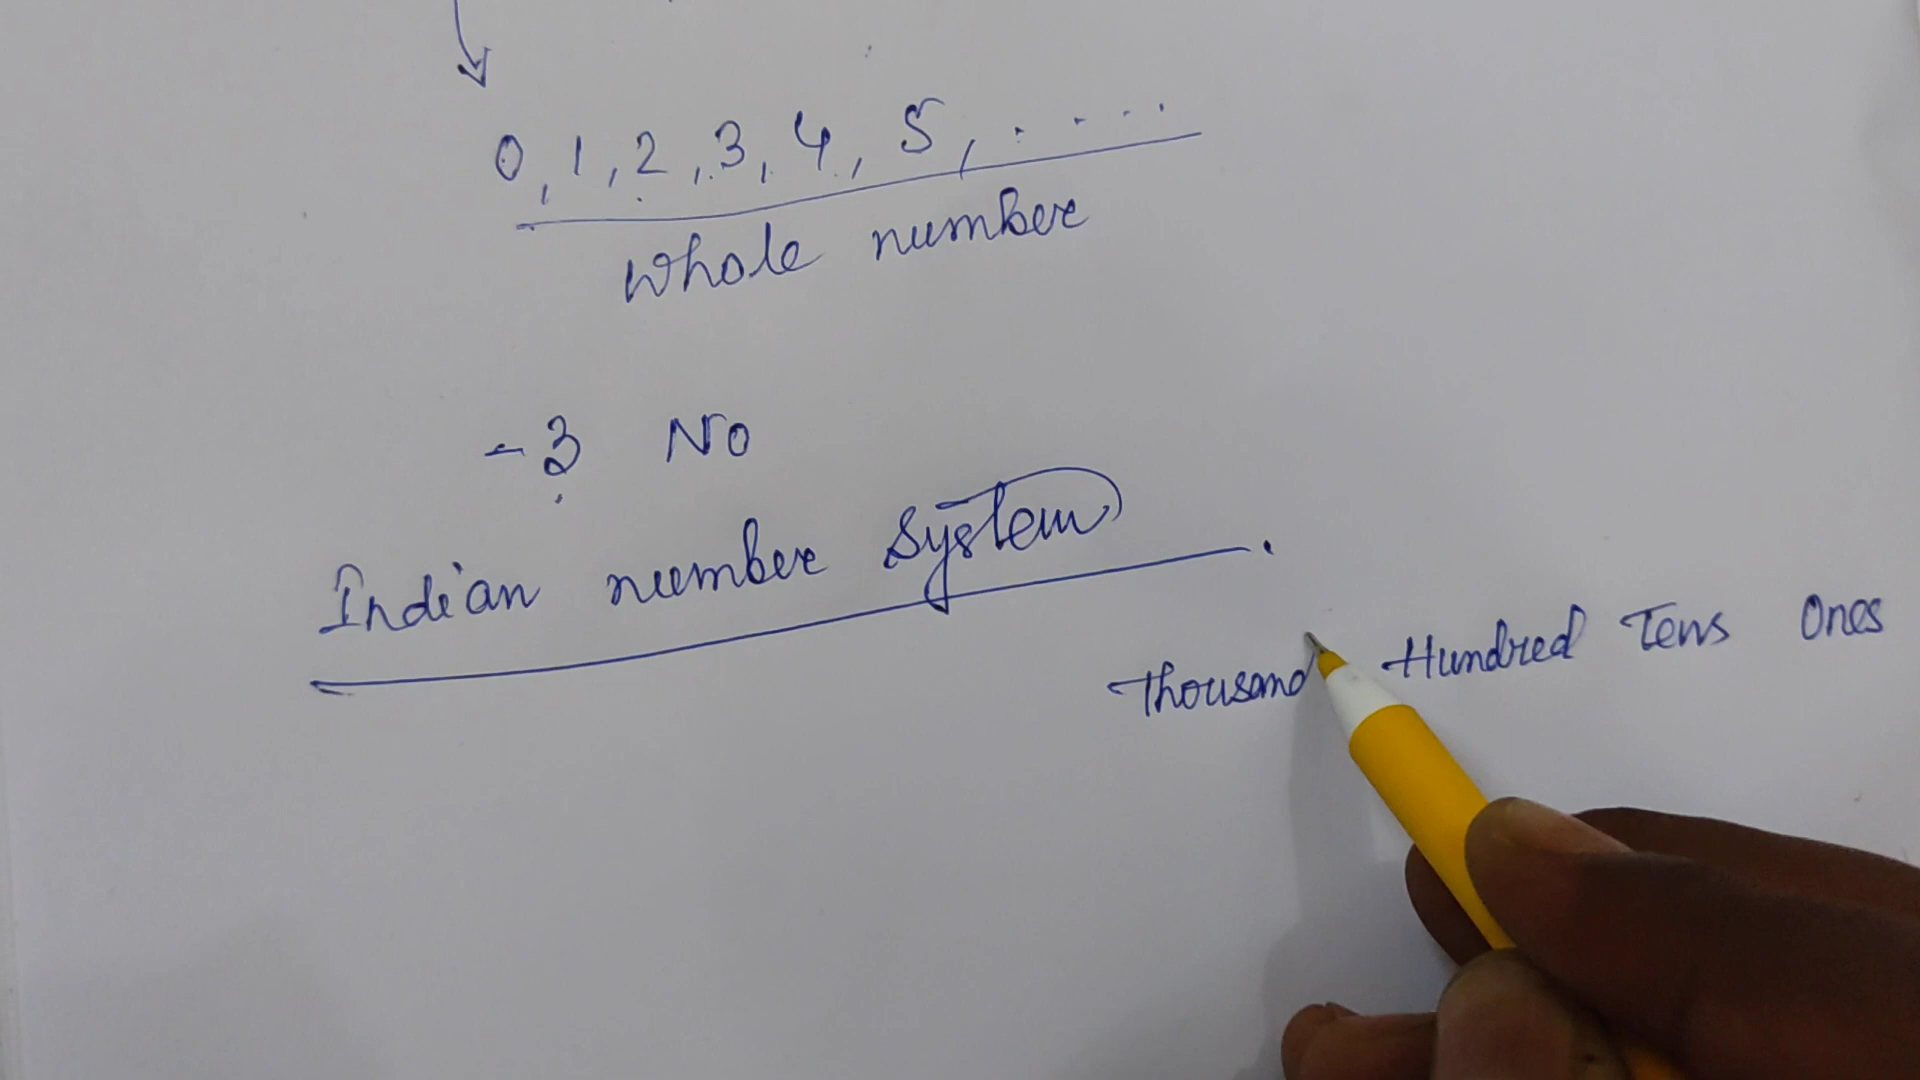 0, 1, 2, 3, 4, 5, . . . .
whole number
-3 No
Indian number System.
Thousand Hundred Tens Ones